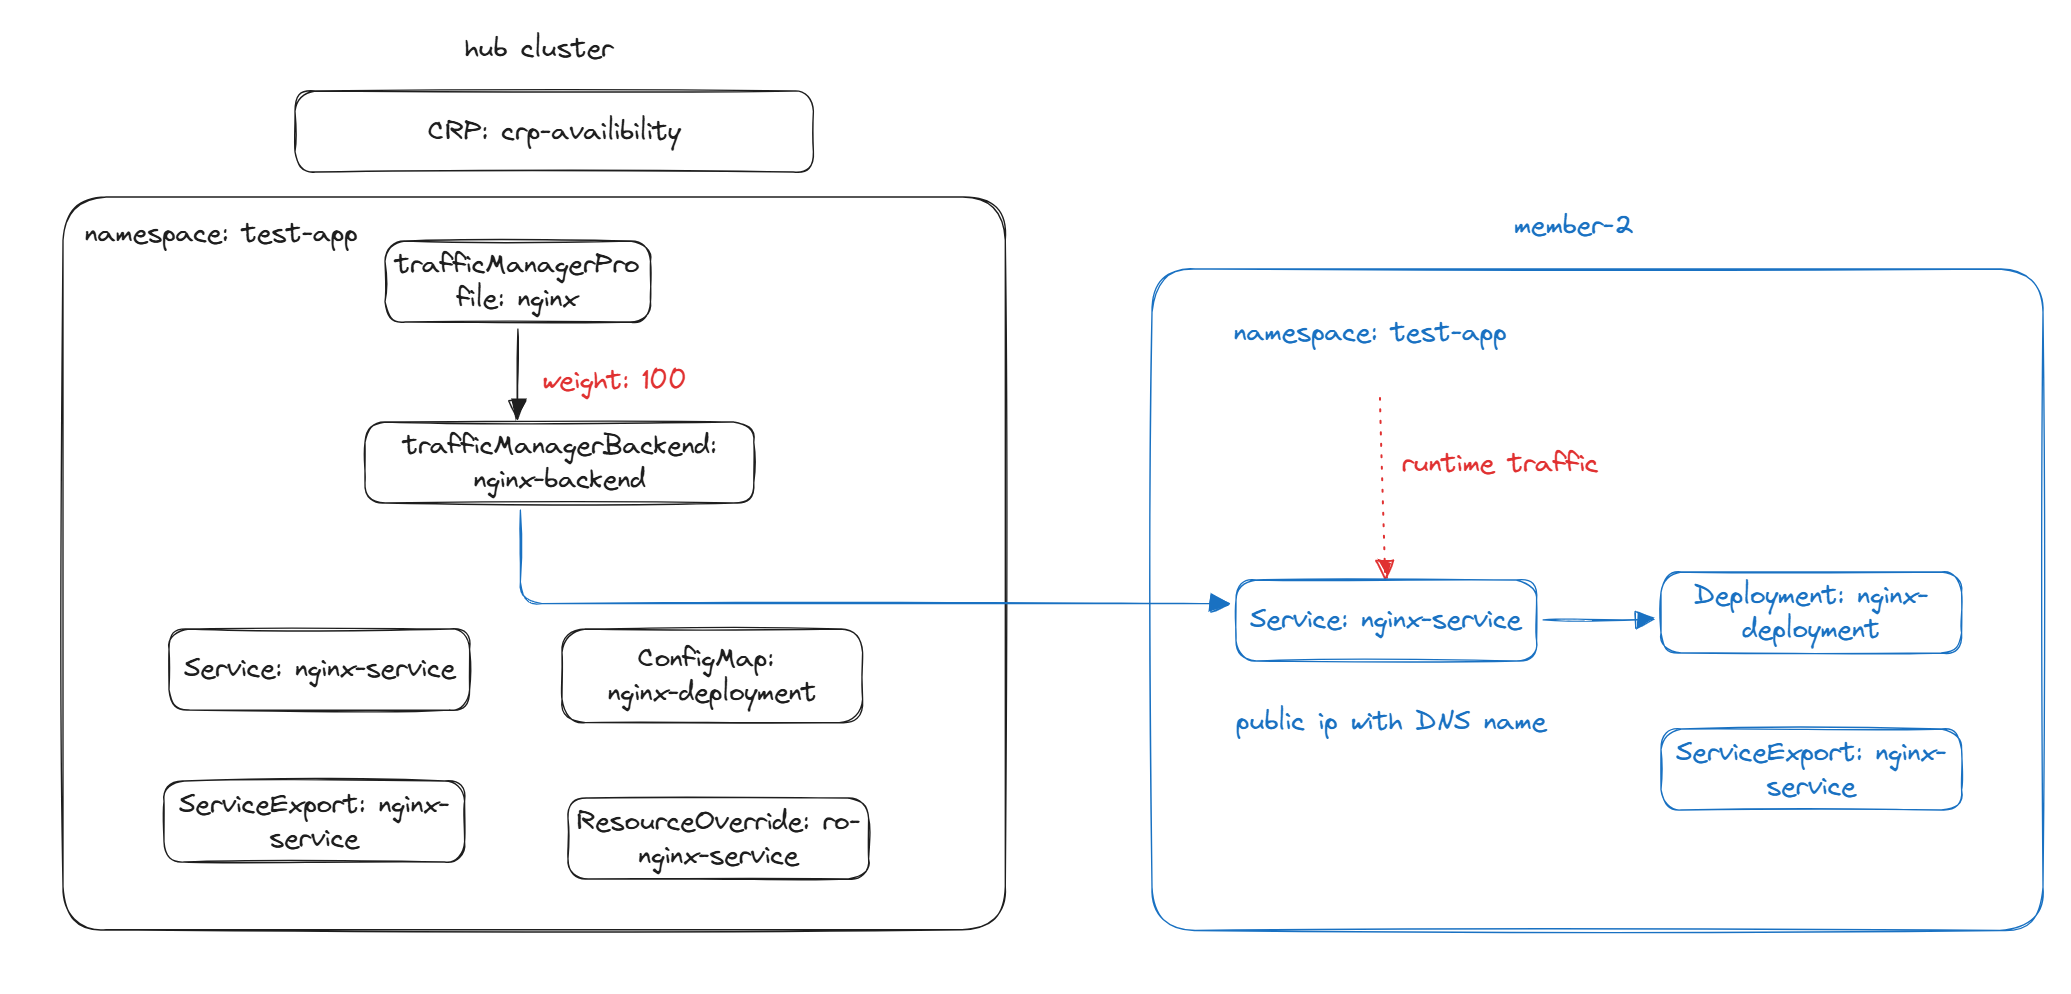 hub cluster
CRP: crp-availibility
namespace: test-app
trafficManagerPro
file: nginx
weight: 100
trafficManagerBackend:
nginx-backend
Service: nginx-service
ConfigMap:
nginx-deployment
ServiceExport: nginx-
service
ResourceOverride: ro-
nginx-service
member-2
namespace: test-app
runtime traffic
Service: nginx-service
Deployment: nginx-
deployment
public ip with DNS name
ServiceExport: nginx-
service